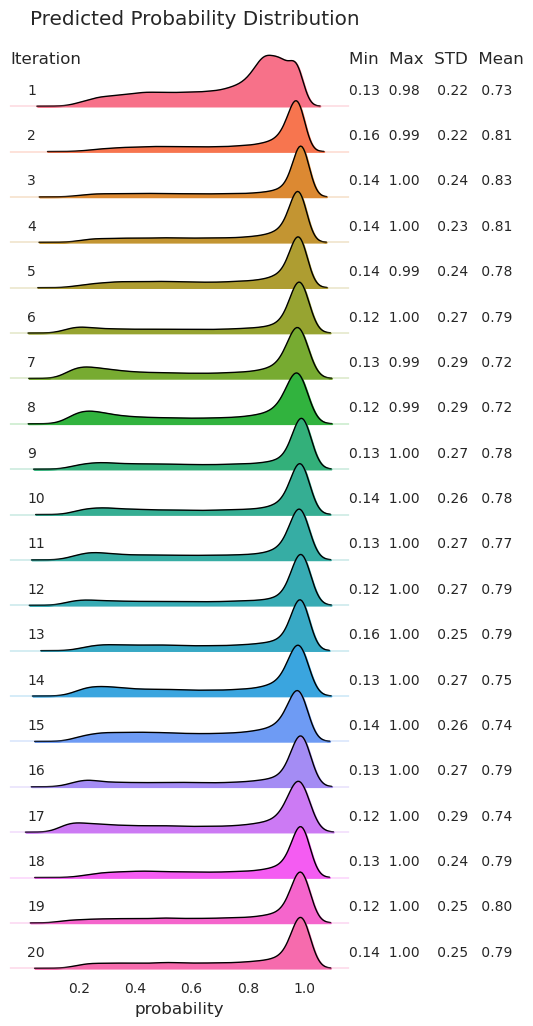 Predicted Probability Distribution
Iteration Min Max STD Mean
1 0.13 0.98 0.22 0.73
2 0.16 0.99 0.22 0.81
3 0.14 1.00 0.24 0.83
4 0.14 1.00 0.23 0.81
5 0.14 0.99 0.24 0.78
6 0.12 1.00 0.27 0.79
7 0.13 0.99 0.29 0.72
8 0.12 0.99 0.29 0.72
9 0.13 1.00 0.27 0.78
10 0.14 1.00 0.26 0.78
11 0.13 1.00 0.27 0.77
12 0.12 1.00 0.27 0.79
13 0.16 1.00 0.25 0.79
14 0.13 1.00 0.27 0.75
15 0.14 1.00 0.26 0.74
16 0.13 1.00 0.27 0.79
17 0.12 1.00 0.29 0.74
18 0.13 1.00 0.24 0.79
19 0.12 1.00 0.25 0.80
20 0.14 1.00 0.25 0.79
0.2 0.4 0.6 0.8 1.0
probability